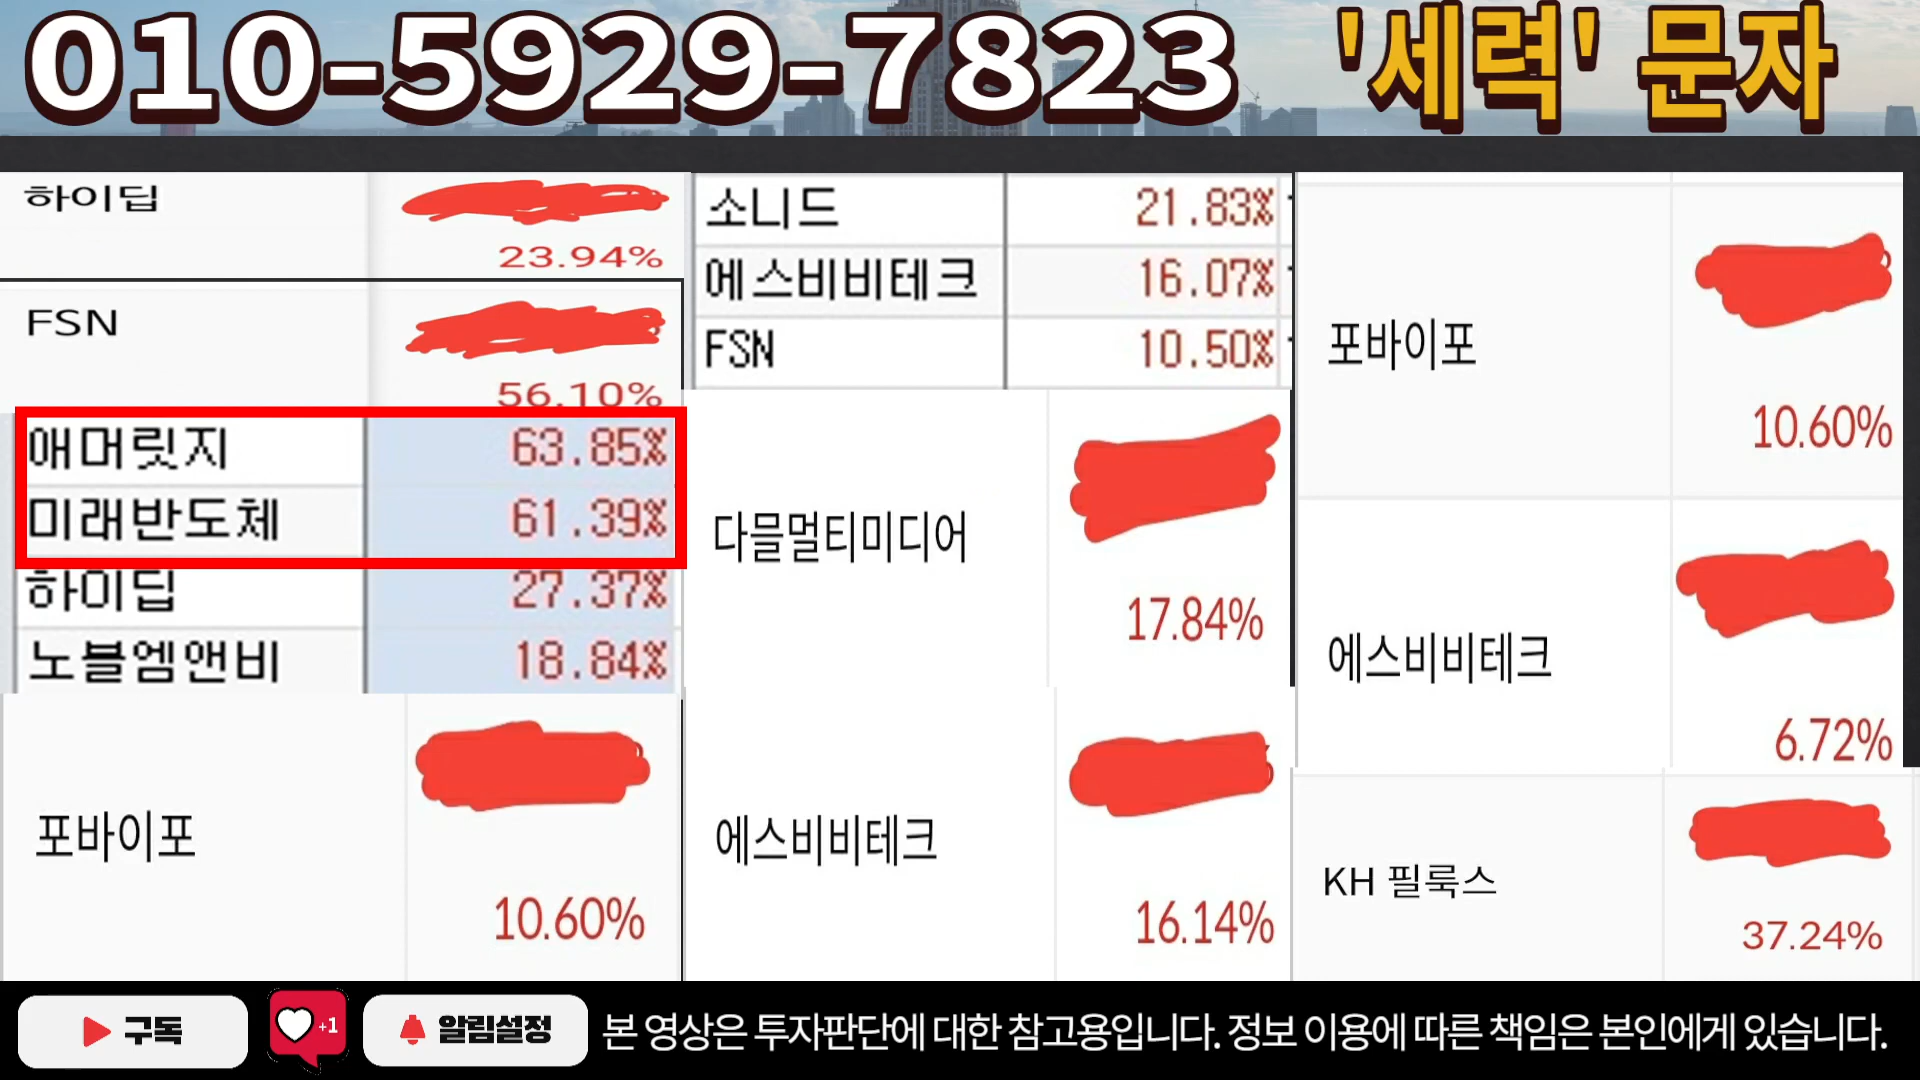 010-5929-7823 '세력' 문자
하이딥
23.94%
FSN
56.10%
애머릿지 63.85%
미래반도체 61.39%
하이딥 27.37%
노블엠앤비 18.84%
포바이포
10.60%
소니드 21.83%
에스비비테크 16.07%
FSN 10.50%
다믈멀티미디어
17.84%
에스비비테크
16.14%
포바이포
10.60%
에스비비테크
6.72%
KH 필룩스
37.24%
구독 +1 알림설정 본 영상은 투자판단에 대한 참고용입니다. 정보 이용에 따른 책임은 본인에게 있습니다.